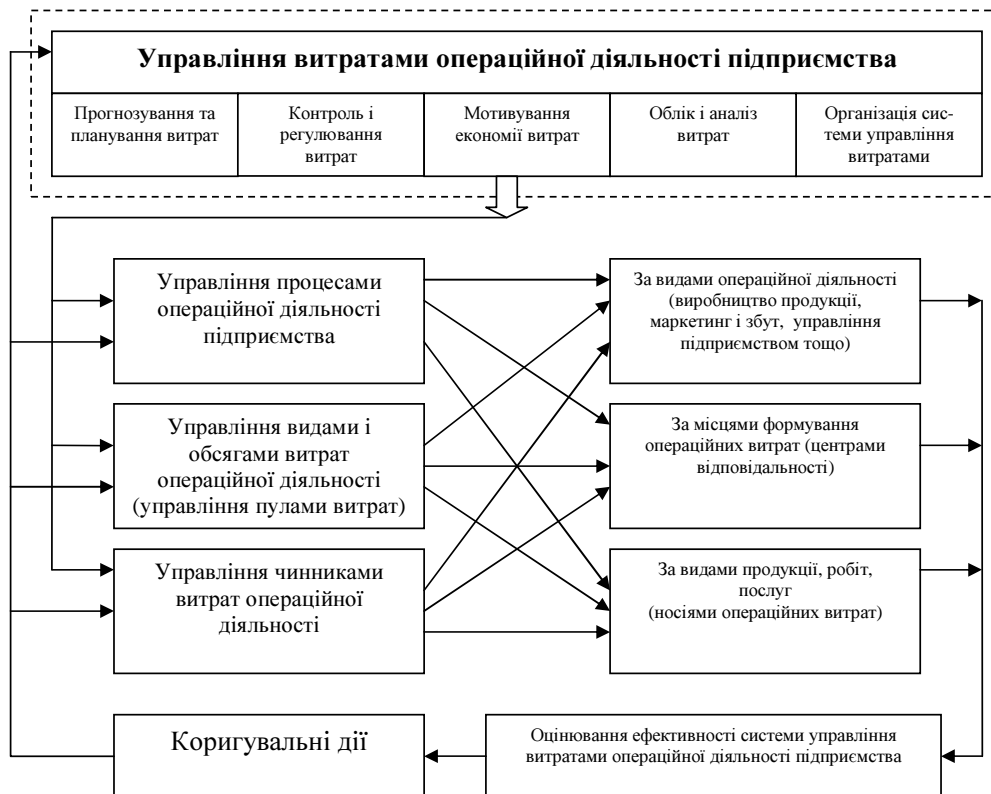 Управління витратами операційної діяльності підприємства
Прогнозування та
планування витрат
Контроль і
регулювання
витрат
Мотивування
економії витрат
Облік і аналіз
витрат
Організація сис-
теми управління
витратами
Управління процесами
операційної діяльності
підприємства
За видами операційної діяльності
(виробництво продукції,
маркетинг і збут, управління
підприємством тощо)
Управління видами і
обсягами витрат
операційної діяльності
(управління пулами витрат)
За місцями формування
операційних витрат (центрами
відповідальності)
Управління чинниками
витрат операційної
діяльності
За видами продукції, робіт,
послуг
(носіями операційних витрат)
Коригувальні дії
Оцінювання ефективності системи управління
витратами операційної діяльності підприємства